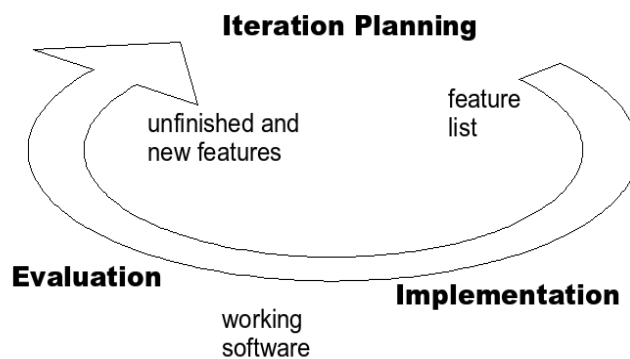 Iteration Planning
feature
list
unfinished and
new features
Evaluation
Implementation
working
software